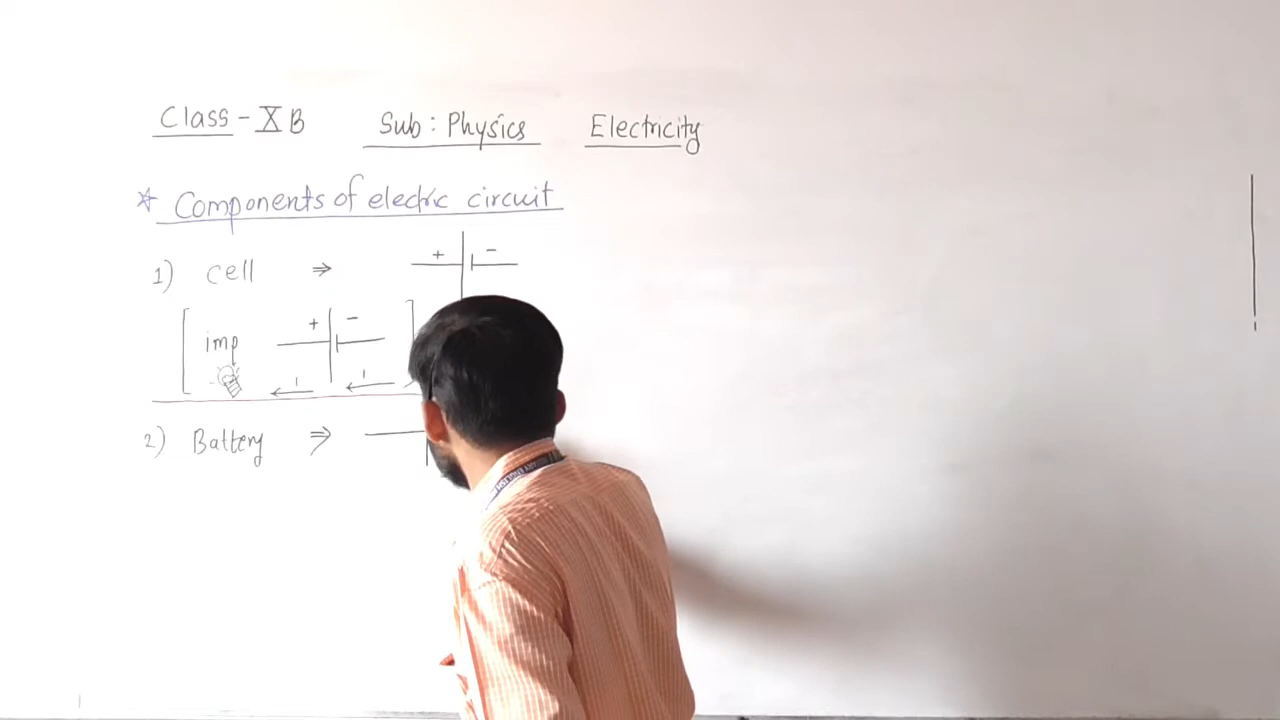 Class - X B Sub : Physics Electricity
☆ Components of electric circuit
1) cell ⇒ + -
imp + -
I I
2) Battery ⇒